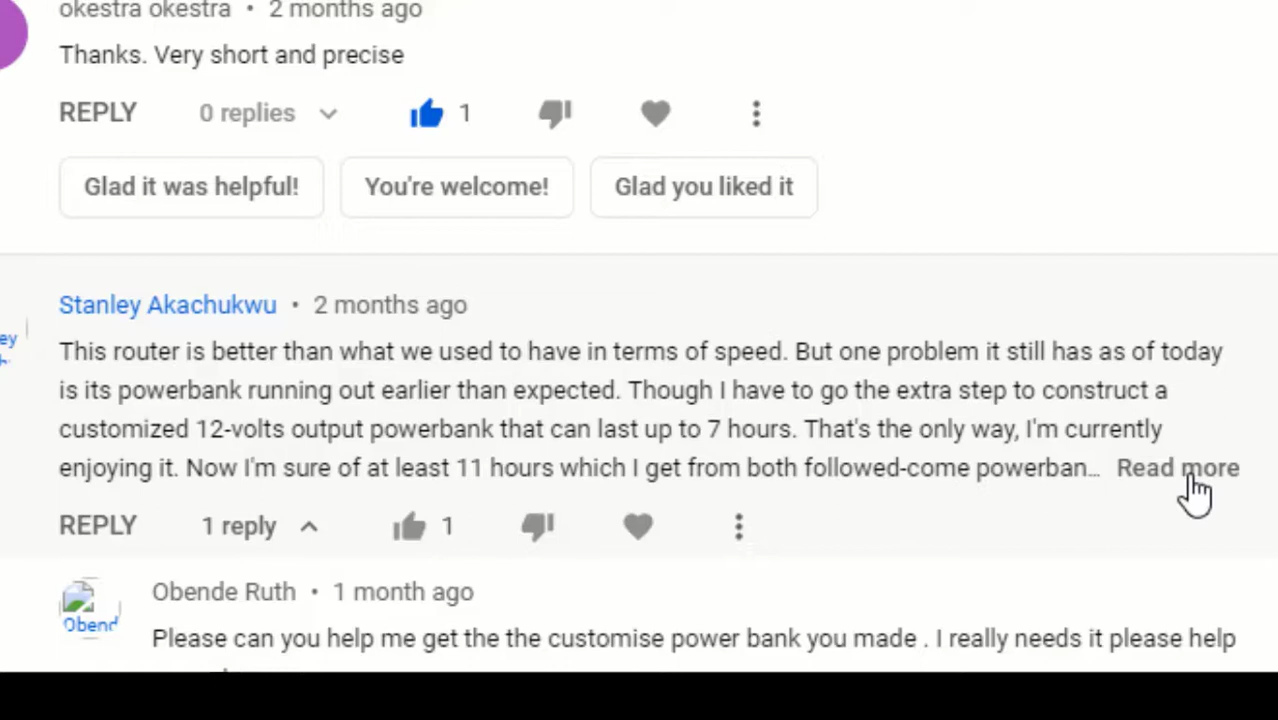 okestra okestra • 2 months ago
Thanks. Very short and precise
REPLY 0 replies 1
Glad it was helpful! You're welcome! Glad you liked it
Stanley Akachukwu • 2 months ago
ey
This router is better than what we used to have in terms of speed. But one problem it still has as of today
is its powerbank running out earlier than expected. Though I have to go the extra step to construct a
customized 12-volts output powerbank that can last up to 7 hours. That's the only way, I'm currently
enjoying it. Now I'm sure of at least 11 hours which I get from both followed-come powerban... Read more
REPLY 1 reply 1
Obende Ruth • 1 month ago
Obend
Please can you help me get the the customise power bank you made . I really needs it please help